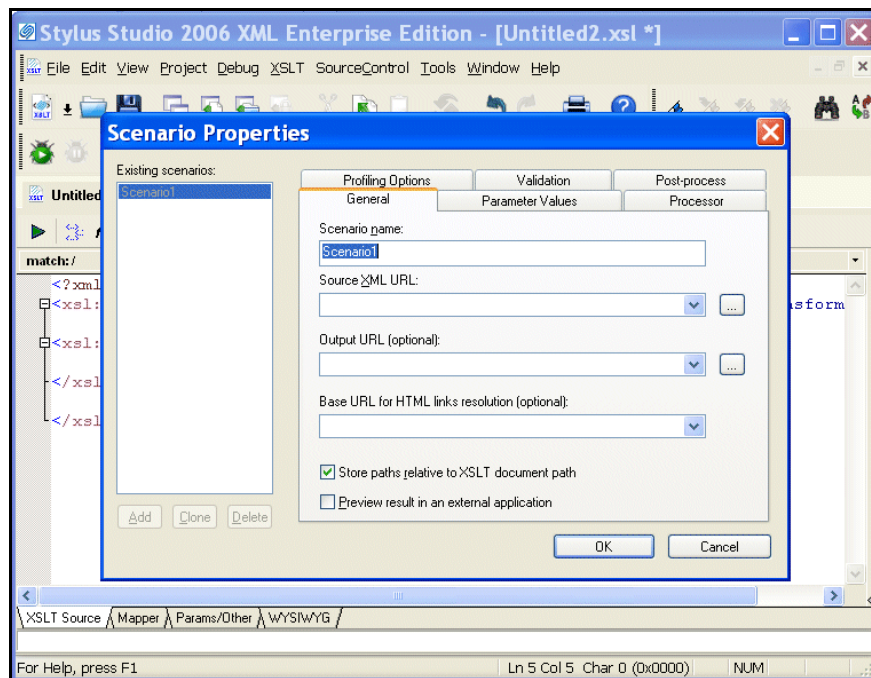 Stylus Studio 2006 XML Enterprise Edition - [Untitled2.xsl *]
File Edit View Project Debug XSLT SourceControl Tools Window Help
Scenario Properties
Existing scenarios:
Scenario1
Profiling Options Validation Post-process
General Parameter Values Processor
Scenario name:
Scenario1
Source XML URL:
...
Output URL (optional):
...
Base URL for HTML links resolution (optional):
Store paths relative to XSLT document path
Preview result in an external application
Add Clone Delete
OK Cancel
XSLT
Untitled
match:/
<?xml
<xsl: nsform
<xsl:
</xsl
</xsl
XSLT Source Mapper Params/Other WYSIWYG
For Help, press F1 Ln 5 Col 5 Char 0 (0x0000) NUM